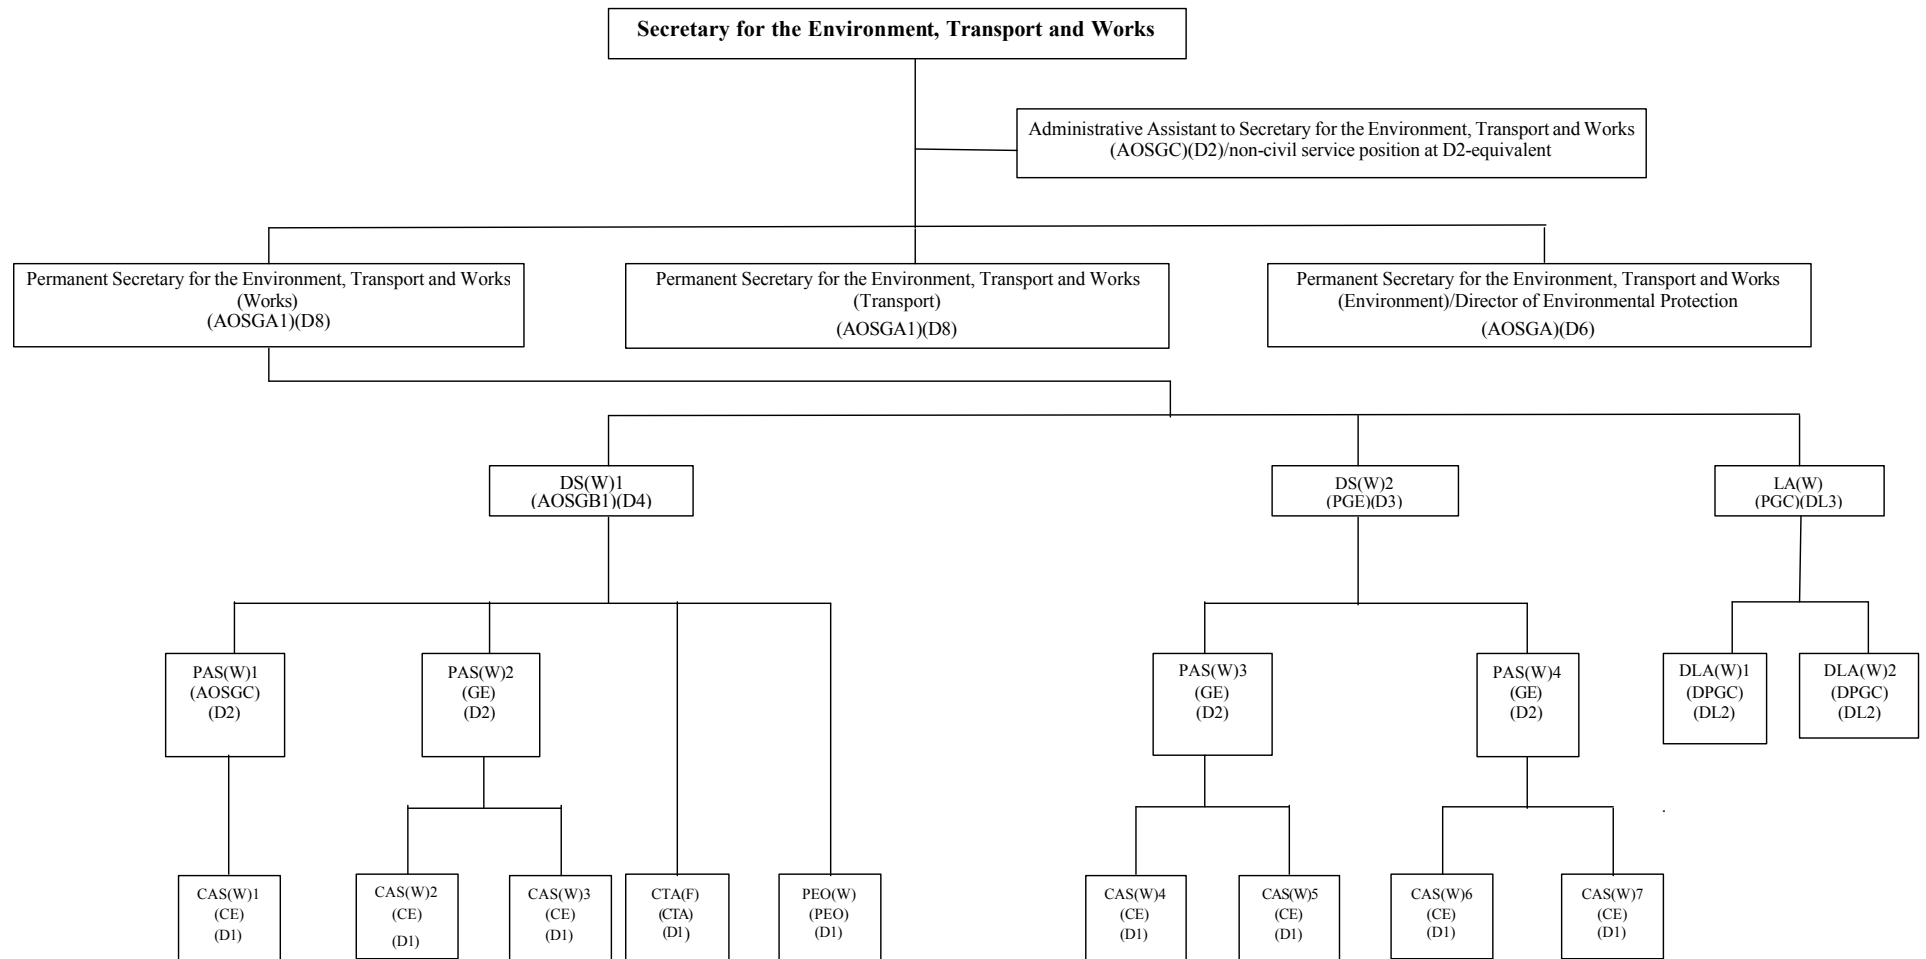 Secretary for the Environment, Transport and Works
Administrative Assistant to Secretary for the Environment, Transport and Works
(AOSGC)(D2)/non-civil service position at D2-equivalent
Permanent Secretary for the Environment, Transport and Works
(Works)
(AOSGA1)(D8)
Permanent Secretary for the Environment, Transport and Works
(Transport)
(AOSGA1)(D8)
Permanent Secretary for the Environment, Transport and Works
(Environment)/Director of Environmental Protection
(AOSGA)(D6)
DS(W)1
(AOSGB1)(D4)
DS(W)2
(PGE)(D3)
LA(W)
(PGC)(DL3)
PAS(W)1
(AOSGC)
(D2)
PAS(W)2
(GE)
(D2)
PAS(W)3
(GE)
(D2)
PAS(W)4
(GE)
(D2)
DLA(W)1
(DPGC)
(DL2)
DLA(W)2
(DPGC)
(DL2)
CAS(W)1
(CE)
(D1)
CAS(W)2
(CE)
(D1)
CAS(W)3
(CE)
(D1)
CTA(F)
(CTA)
(D1)
PEO(W)
(PEO)
(D1)
CAS(W)4
(CE)
(D1)
CAS(W)5
(CE)
(D1)
CAS(W)6
(CE)
(D1)
CAS(W)7
(CE)
(D1)